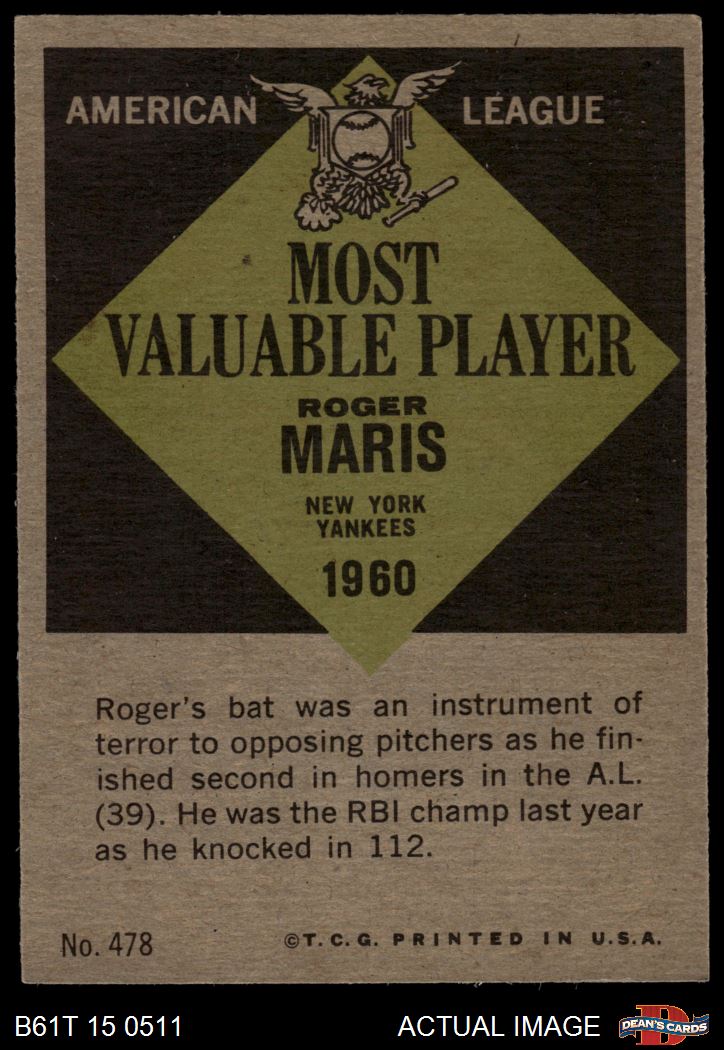 AMERICAN LEAGUE
MOST
VALUABLE PLAYER
ROGER
MARIS
NEW YORK
YANKEES
1960
Roger's bat was an instrument of
terror to opposing pitchers as he fin-
ished second in homers in the A.L.
(39). He was the RBI champ last year
as he knocked in 112.
No. 478 ©T.C.G. PRINTED IN U.S.A.
B61T 15 0511 ACTUAL IMAGE D DEAN'S CARDS